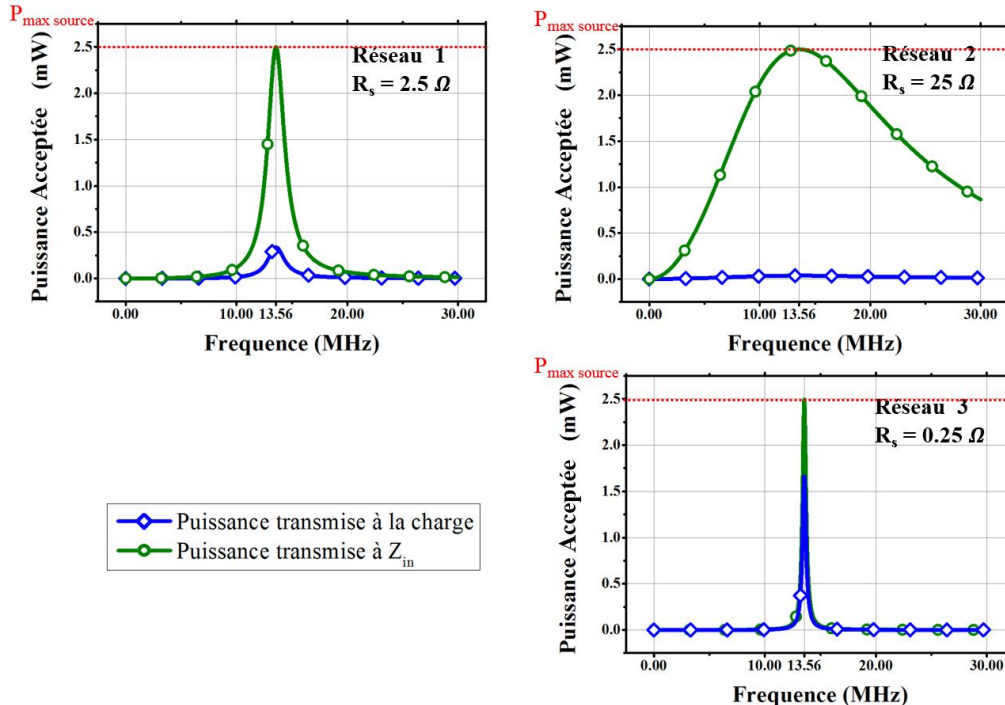 P max source
Puissance Acceptée (mW)
2.5
2.0
1.5
1.0
0.5
0.0
Réseau 1
Rs = 2.5 Ω
0.00
10.00
13.56
20.00
30.00
Frequence (MHz)
P max source
Puissance Acceptée (mW)
2.5
2.0
1.5
1.0
0.5
0.0
Réseau 2
Rs = 25 Ω
0.00
10.00
13.56
20.00
30.00
Frequence (MHz)
P max source
Puissance Acceptée (mW)
2.5
2.0
1.5
1.0
0.5
0.0
Réseau 3
Rs = 0.25 Ω
0.00
10.00
13.56
20.00
30.00
Frequence (MHz)
Puissance transmise à la charge
Puissance transmise à Zin